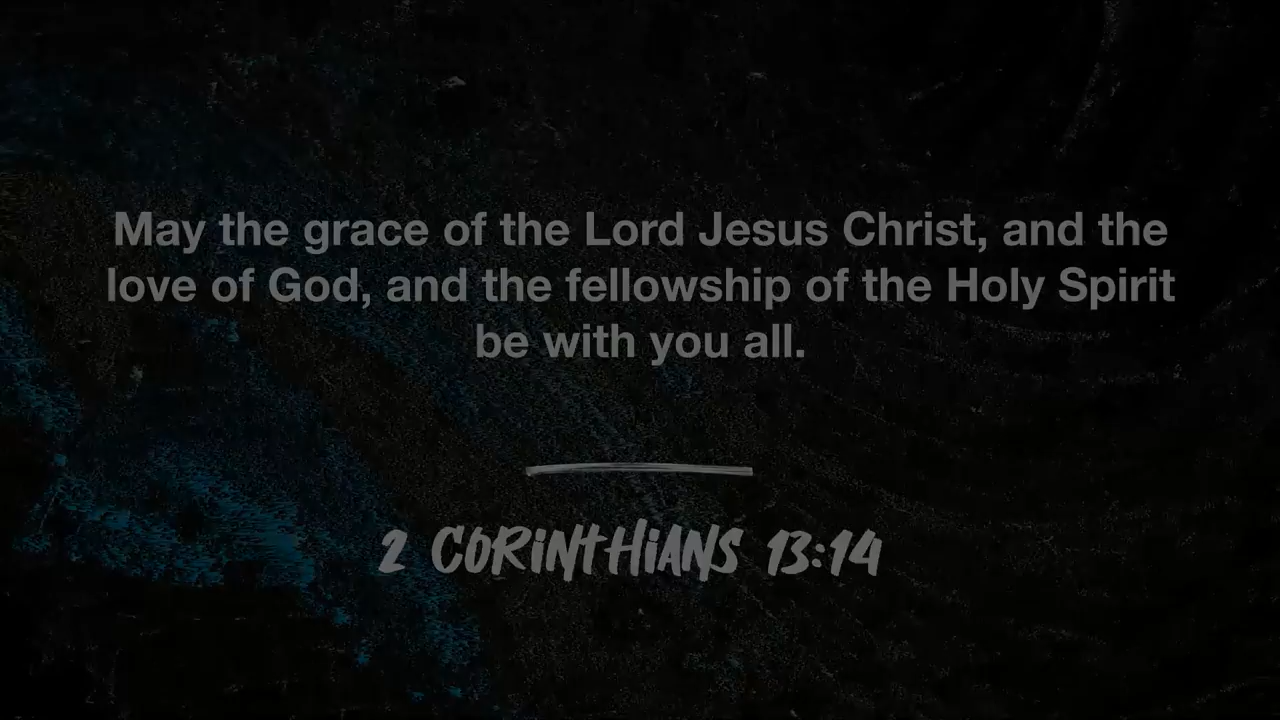 May the grace of the Lord Jesus Christ, and the
love of God, and the fellowship of the Holy Spirit
be with you all.
2 CORINTHIANS 13:14